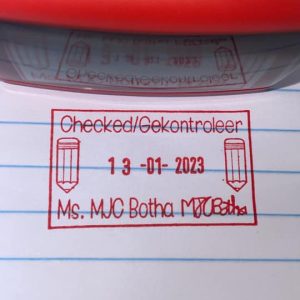 Checked/Gekontroleer
13 -01- 2023
Ms. MJC Botha MJCBotha